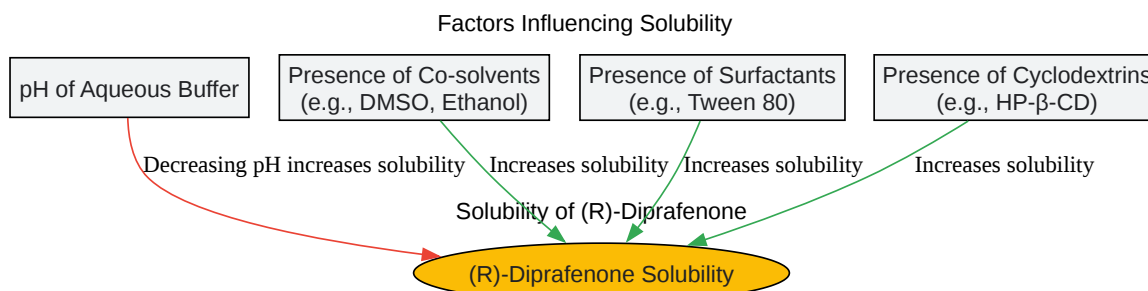 Factors Influencing Solubility
pH of Aqueous Buffer
Presence of Co-solvents
(e.g., DMSO, Ethanol)
Presence of Surfactants
(e.g., Tween 80)
Presence of Cyclodextrins
(e.g., HP-β-CD)
Decreasing pH increases solubility
Increases solubility
Increases solubility
Increases solubility
Solubility of (R)-Diprafenone
(R)-Diprafenone Solubility